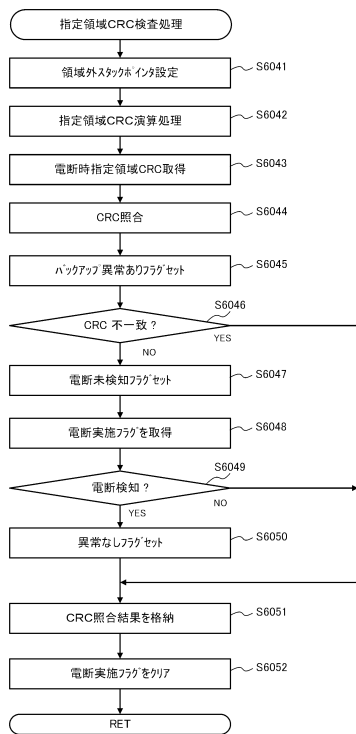 指定領域CRC検査処理
領域外スタックポインタ設定
S6041
指定領域CRC演算処理
S6042
電断時指定領域CRC取得
S6043
CRC照合
S6044
バックアップ異常ありフラグセット
S6045
CRC 不一致？
S6046
YES
NO
電断未検知フラグセット
S6047
電断実施フラグを取得
S6048
電断検知？
S6049
NO
YES
異常なしフラグセット
S6050
CRC照合結果を格納
S6051
電断実施フラグをクリア
S6052
RET